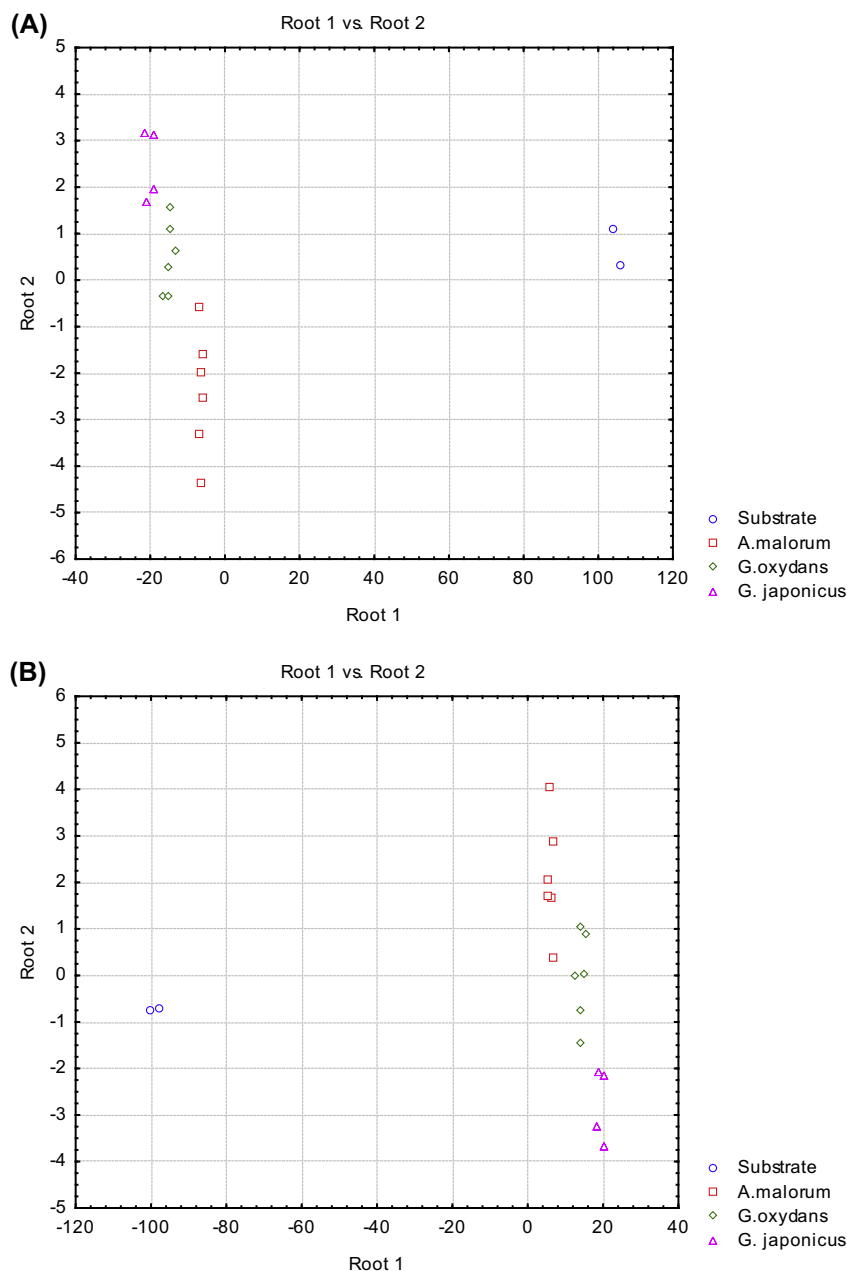 (A)
Root 1 vs. Root 2
5
4
3
2
1
0
-1
-2
-3
-4
-5
-6
Root 2
-40 -20 0 20 40 60 80 100 120
Root 1
Substrate
A.malorum
G.oxydans
G. japonicus
(B)
Root 1 vs. Root 2
6
5
4
3
2
1
0
-1
-2
-3
-4
-5
Root 2
-120 -100 -80 -60 -40 -20 0 20 40
Root 1
Substrate
A.malorum
G.oxydans
G. japonicus